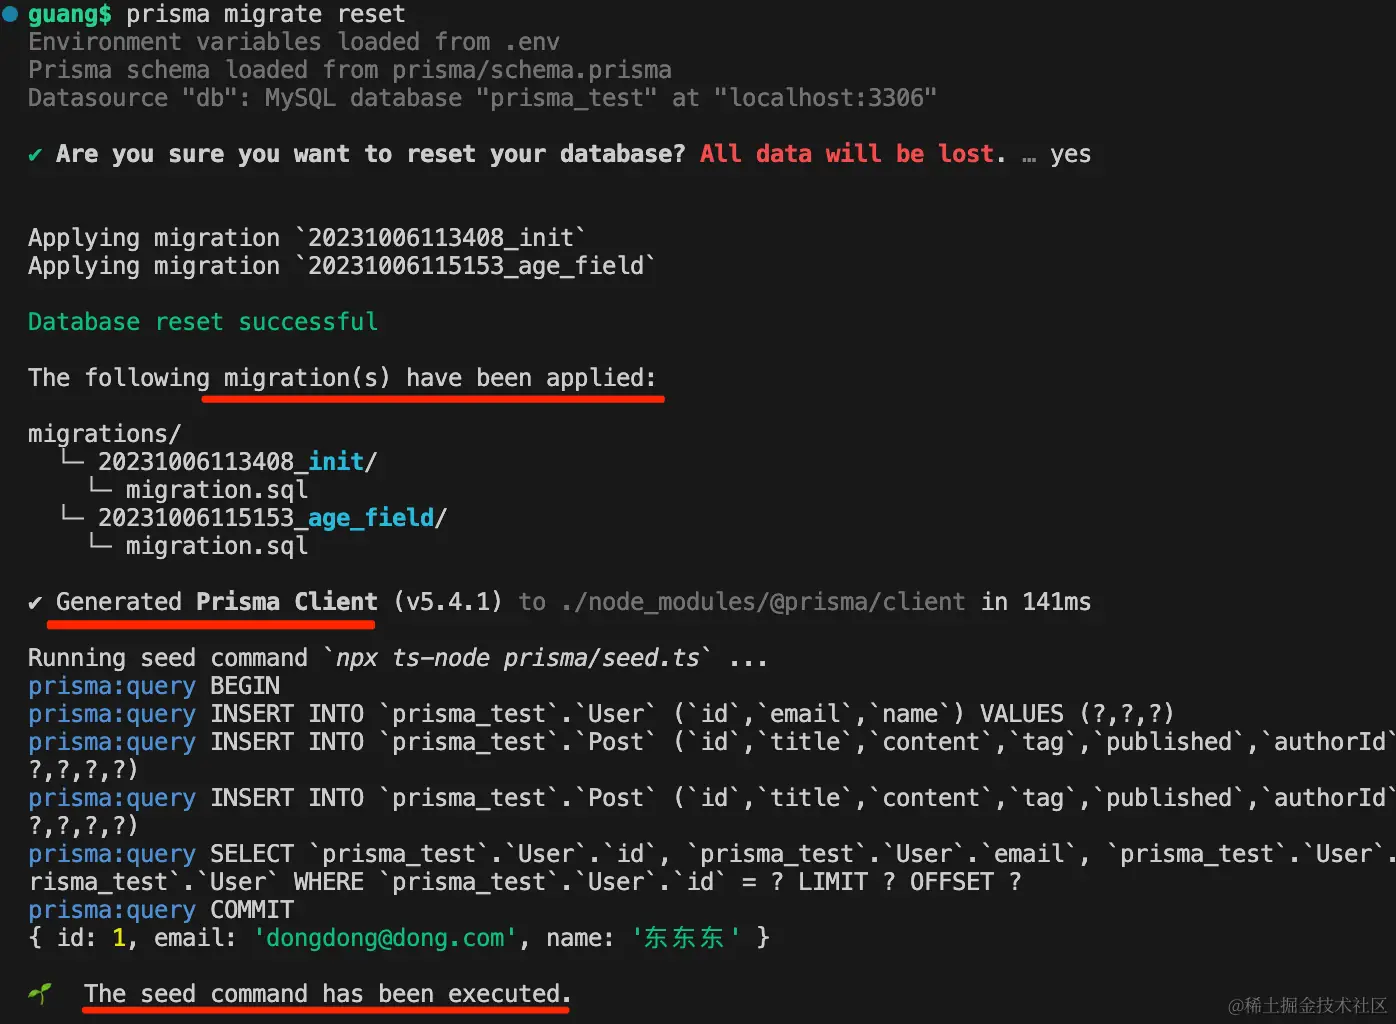 guang$ prisma migrate reset
Environment variables loaded from .env
Prisma schema loaded from prisma/schema.prisma
Datasource "db": MySQL database "prisma_test" at "localhost:3306"
✔ Are you sure you want to reset your database? All data will be lost. … yes
Applying migration `20231006113408_init`
Applying migration `20231006115153_age_field`
Database reset successful
The following migration(s) have been applied:
migrations/
└─ 20231006113408_init/
└─ migration.sql
└─ 20231006115153_age_field/
└─ migration.sql
✔ Generated Prisma Client (v5.4.1) to ./node_modules/@prisma/client in 141ms
Running seed command `npx ts-node prisma/seed.ts` ...
prisma:query BEGIN
prisma:query INSERT INTO `prisma_test`.`User` (`id`,`email`,`name`) VALUES (?,?,?)
prisma:query INSERT INTO `prisma_test`.`Post` (`id`,`title`,`content`,`tag`,`published`,`authorId`
?,?,?,?)
prisma:query INSERT INTO `prisma_test`.`Post` (`id`,`title`,`content`,`tag`,`published`,`authorId`
?,?,?,?)
prisma:query SELECT `prisma_test`.`User`.`id`, `prisma_test`.`User`.`email`, `prisma_test`.`User`.
risma_test`.`User` WHERE `prisma_test`.`User`.`id` = ? LIMIT ? OFFSET ?
prisma:query COMMIT
{ id: 1, email: 'dongdong@dong.com', name: '东东东' }
🌱 The seed command has been executed.
@稀土掘金技术社区